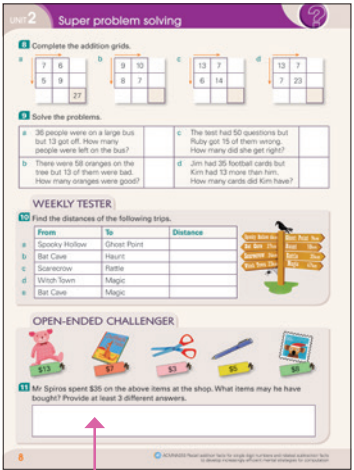 UNIT 2 Super problem solving
8 Complete the addition grids.
a b c d
7 6 9 10 13 7 13 7
5 9 8 7 6 14 7 23
27
9 Solve the problems.
a 36 people were on a large bus
but 13 got off. How many
people were left on the bus?
c The test had 50 questions but
Ruby got 15 of them wrong.
How many did she get right?
b There were 58 oranges on the
tree but 13 of them were bad.
How many oranges were good?
d Jim had 35 football cards but
Kim had 13 more than him.
How many cards did Kim have?
WEEKLY TESTER
10 Find the distances of the following trips.
From To Distance
a Spooky Hollow Ghost Point
b Bat Cave Haunt
c Scarecrow Rattle
d Witch Town Magic
e Bat Cave Magic
OPEN-ENDED CHALLENGER
$13 $7 $3 $5 $8
11 Mr Spiros spent $35 on the above items at the shop. What items may he have
bought? Provide at least 3 different answers.
8